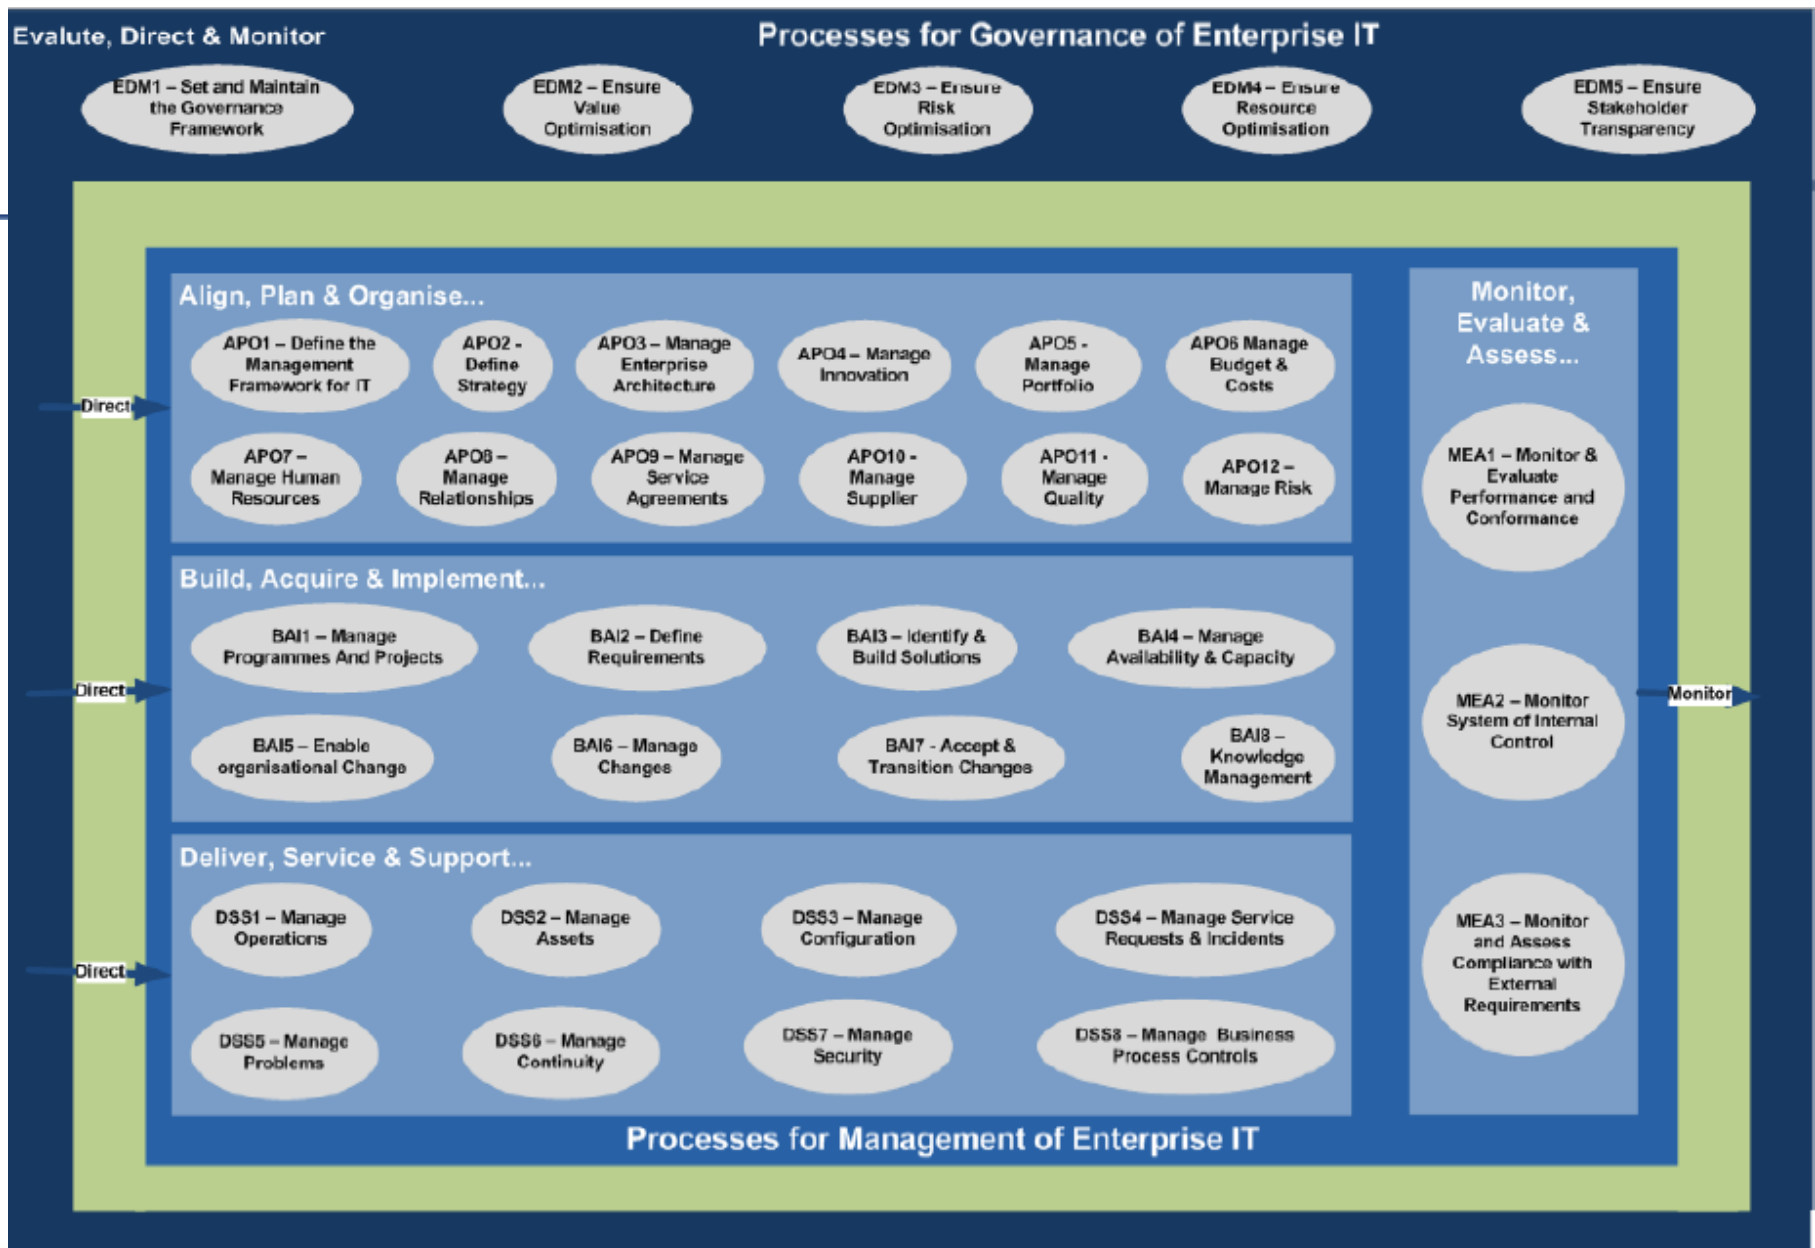 Evalute, Direct & Monitor
Processes for Governance of Enterprise IT
EDM1 – Set and Maintain
the Governance
Framework
EDM2 – Ensure
Value
Optimisation
EDM3 – Ensure
Risk
Optimisation
EDM4 – Ensure
Resource
Optimisation
EDM5 – Ensure
Stakeholder
Transparency
Align, Plan & Organise...
APO1 – Define the
Management
Framework for IT
APO2 -
Define
Strategy
APO3 – Manage
Enterprise
Architecture
APO4 – Manage
Innovation
APO5 -
Manage
Portfolio
APO6 Manage
Budget &
Costs
APO7 –
Manage Human
Resources
APO8 –
Manage
Relationships
APO9 – Manage
Service
Agreements
APO10 -
Manage
Supplier
APO11 -
Manage
Quality
APO12 –
Manage Risk
Direct
Build, Acquire & Implement...
BAI1 – Manage
Programmes And Projects
BAI2 – Define
Requirements
BAI3 – Identify &
Build Solutions
BAI4 – Manage
Availability & Capacity
BAI5 – Enable
organisational Change
BAI6 – Manage
Changes
BAI7 - Accept &
Transition Changes
BAI8 –
Knowledge
Management
Direct
Deliver, Service & Support...
DSS1 – Manage
Operations
DSS2 – Manage
Assets
DSS3 – Manage
Configuration
DSS4 – Manage Service
Requests & Incidents
DSS5 – Manage
Problems
DSS6 – Manage
Continuity
DSS7 – Manage
Security
DSS8 – Manage Business
Process Controls
Direct
Monitor,
Evaluate &
Assess...
MEA1 – Monitor &
Evaluate
Performance and
Conformance
MEA2 – Monitor
System of Internal
Control
MEA3 – Monitor
and Assess
Compliance with
External
Requirements
Monitor
Processes for Management of Enterprise IT